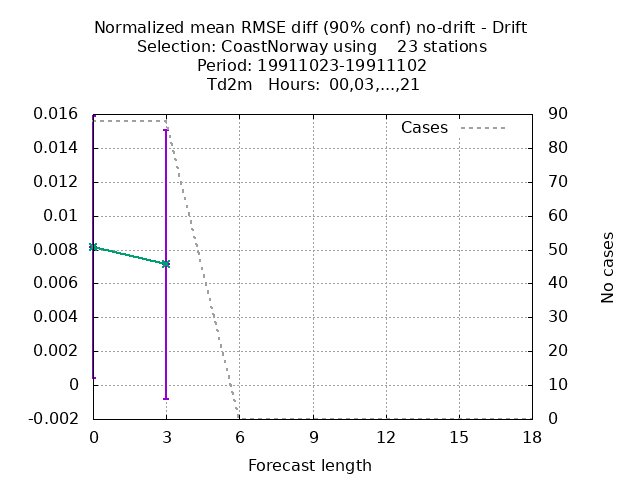 Normalized mean RMSE diff (90% conf) no-drift - Drift
Selection: CoastNorway using    23 stations
Period: 19911023-19911102
Td2m   Hours:  00,03,...,21
0.016
0.014
0.012
0.01
0.008
0.006
0.004
0.002
0
-0.002
90
80
70
60
50
40
30
20
10
0
Cases
No cases
0 3 6 9 12 15 18
Forecast length